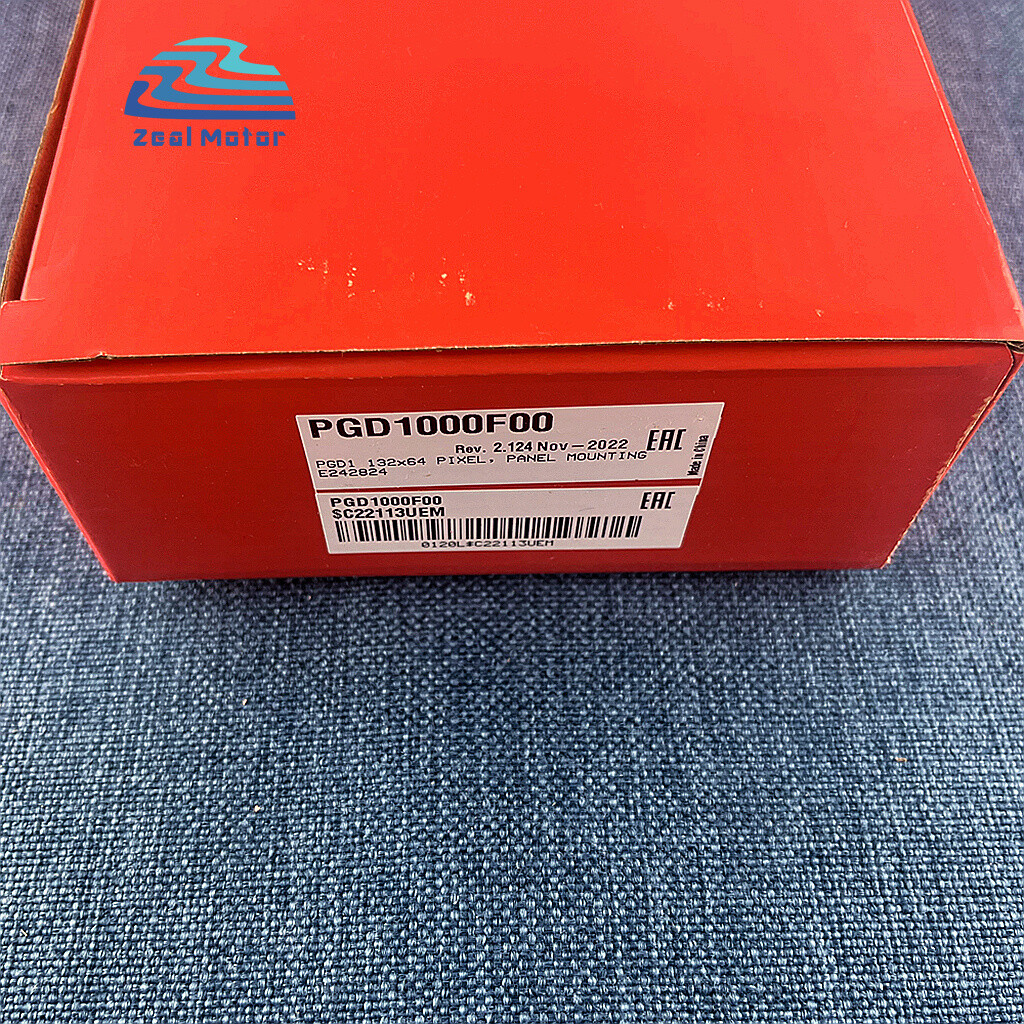 Zeal Motor
PGD1000F00
Rev. 2.124 Nov-2022
EAC
PGD1 132x64 PIXEL, PANEL MOUNTING
E242824
Made in China
PGD1000F00
SC22113UEM
EAC
0120L#C22113UEM